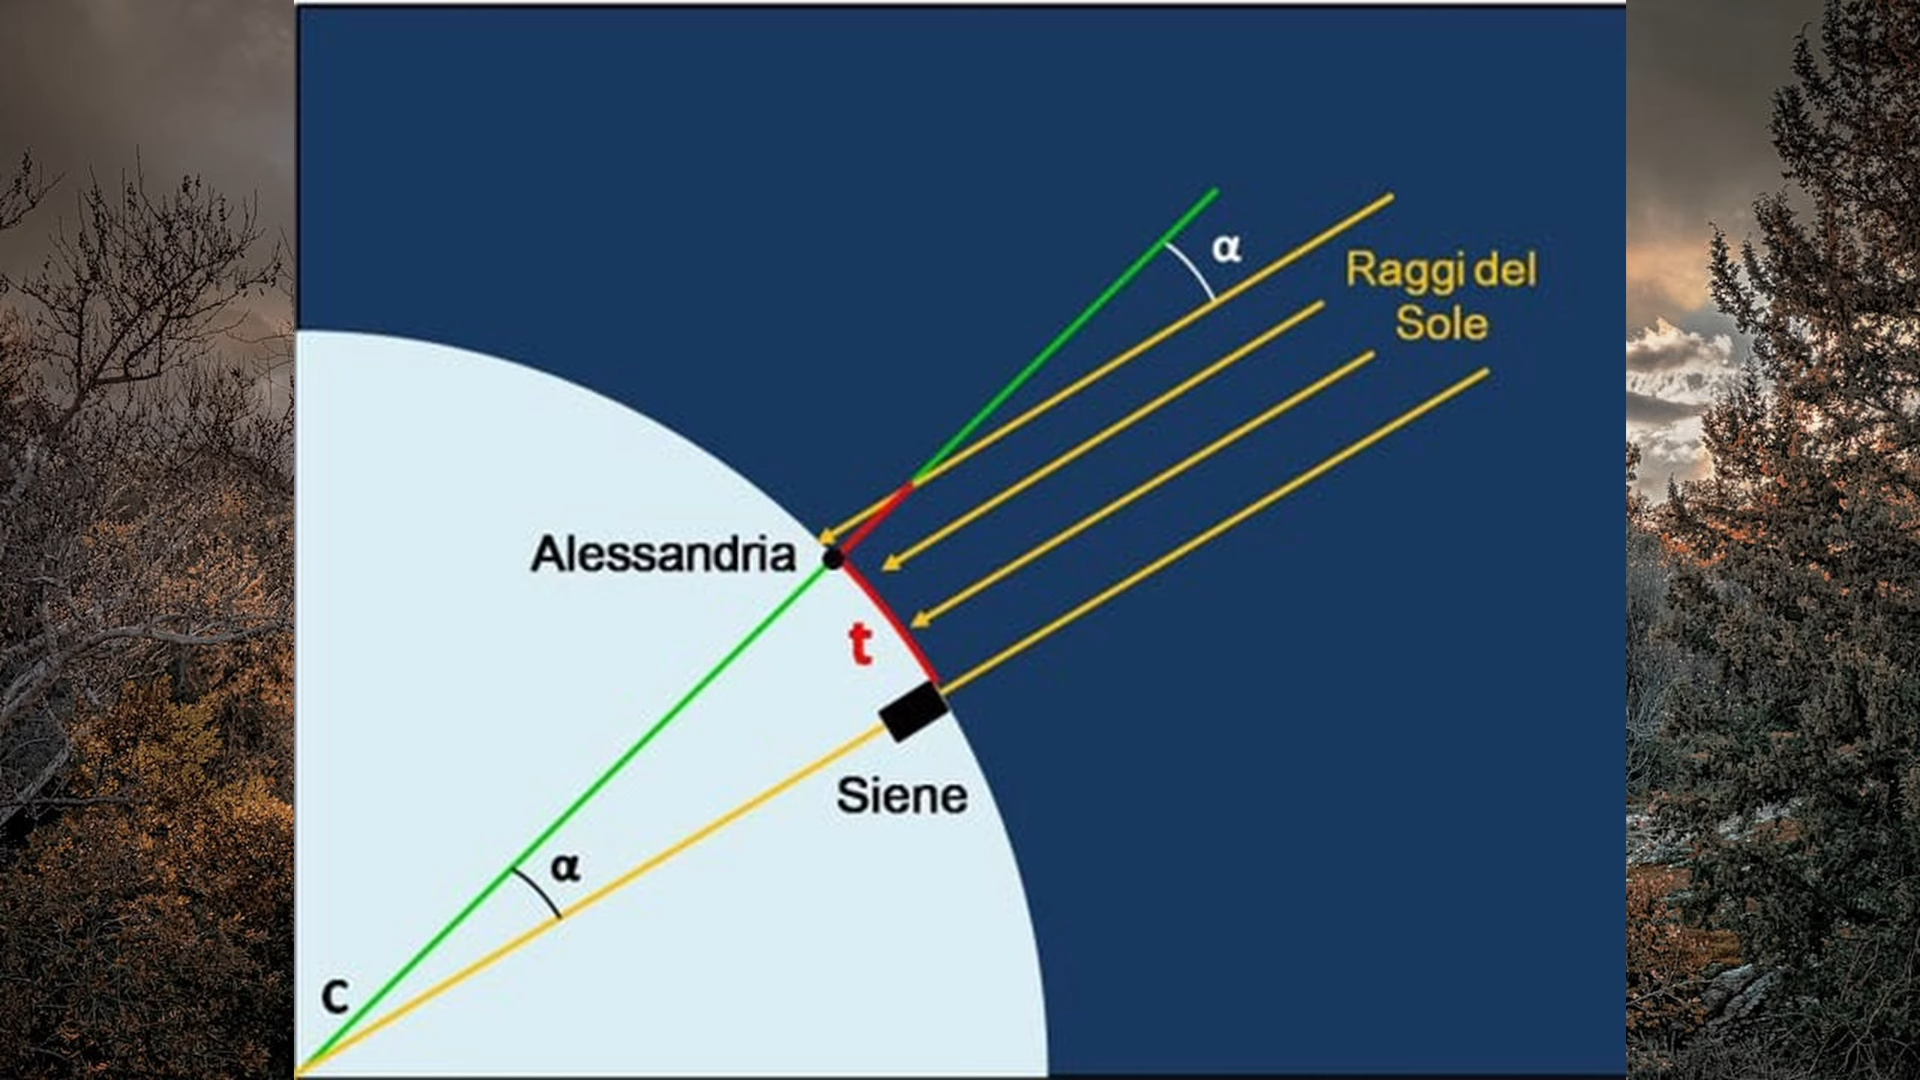 α
Raggi del
Sole
Alessandria
t
Siene
α
C